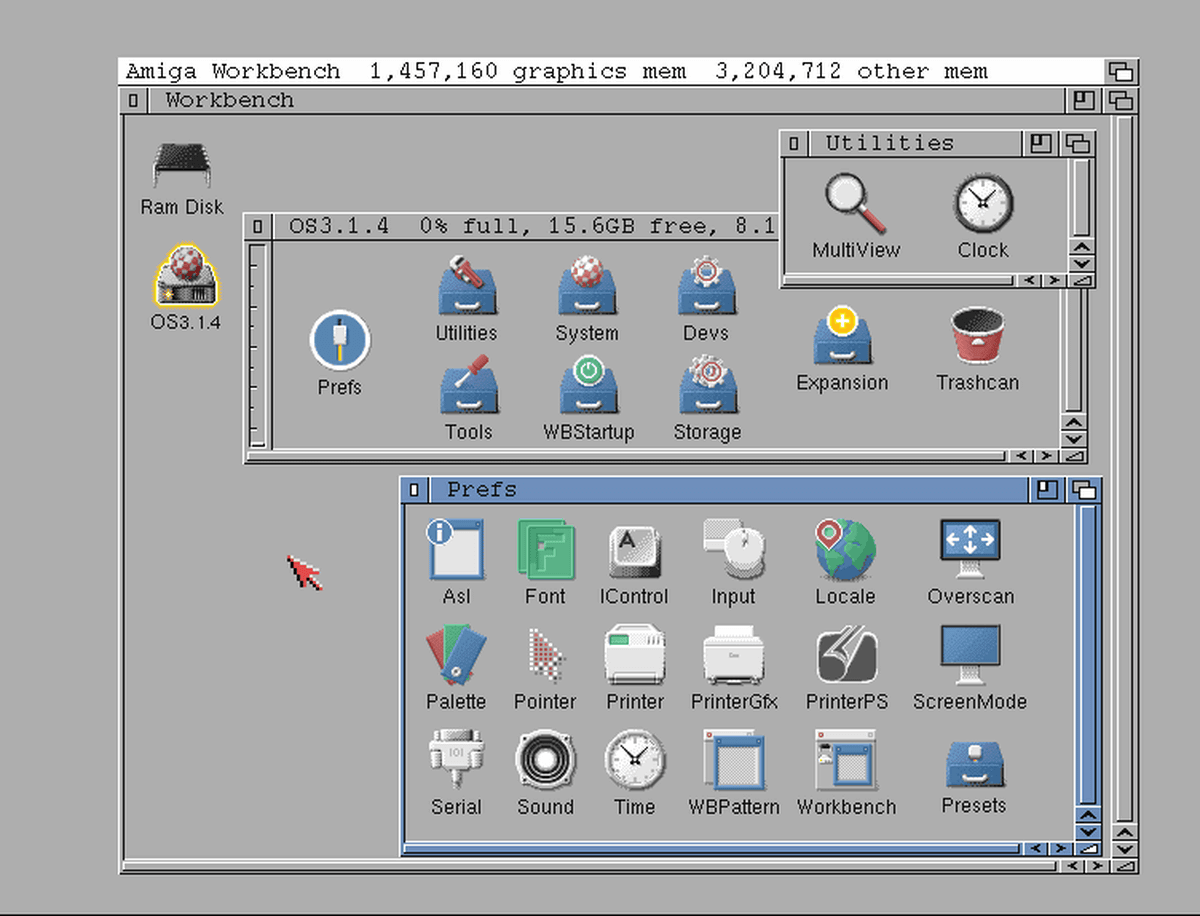 Amiga Workbench 1,457,160 graphics mem 3,204,712 other mem
Workbench
Utilities
MultiView Clock
Ram Disk
OS3.1.4
OS3.1.4 0% full, 15.6GB free, 8.1
Utilities System Devs
Prefs Expansion Trashcan
Tools WBStartup Storage
Prefs
Asl Font IControl Input Locale Overscan
Palette Pointer Printer PrinterGfx PrinterPS ScreenMode
Serial Sound Time WBPattern Workbench Presets